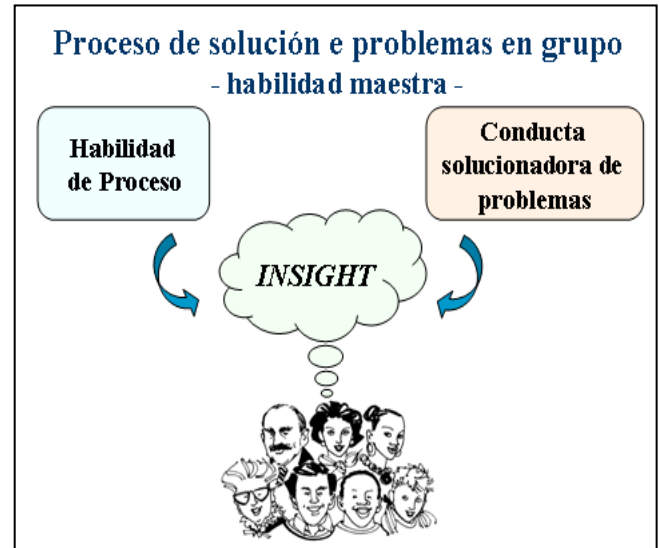 Proceso de solución e problemas en grupo
- habilidad maestra -
Habilidad
de Proceso
Conducta
solucionadora de
problemas
INSIGHT